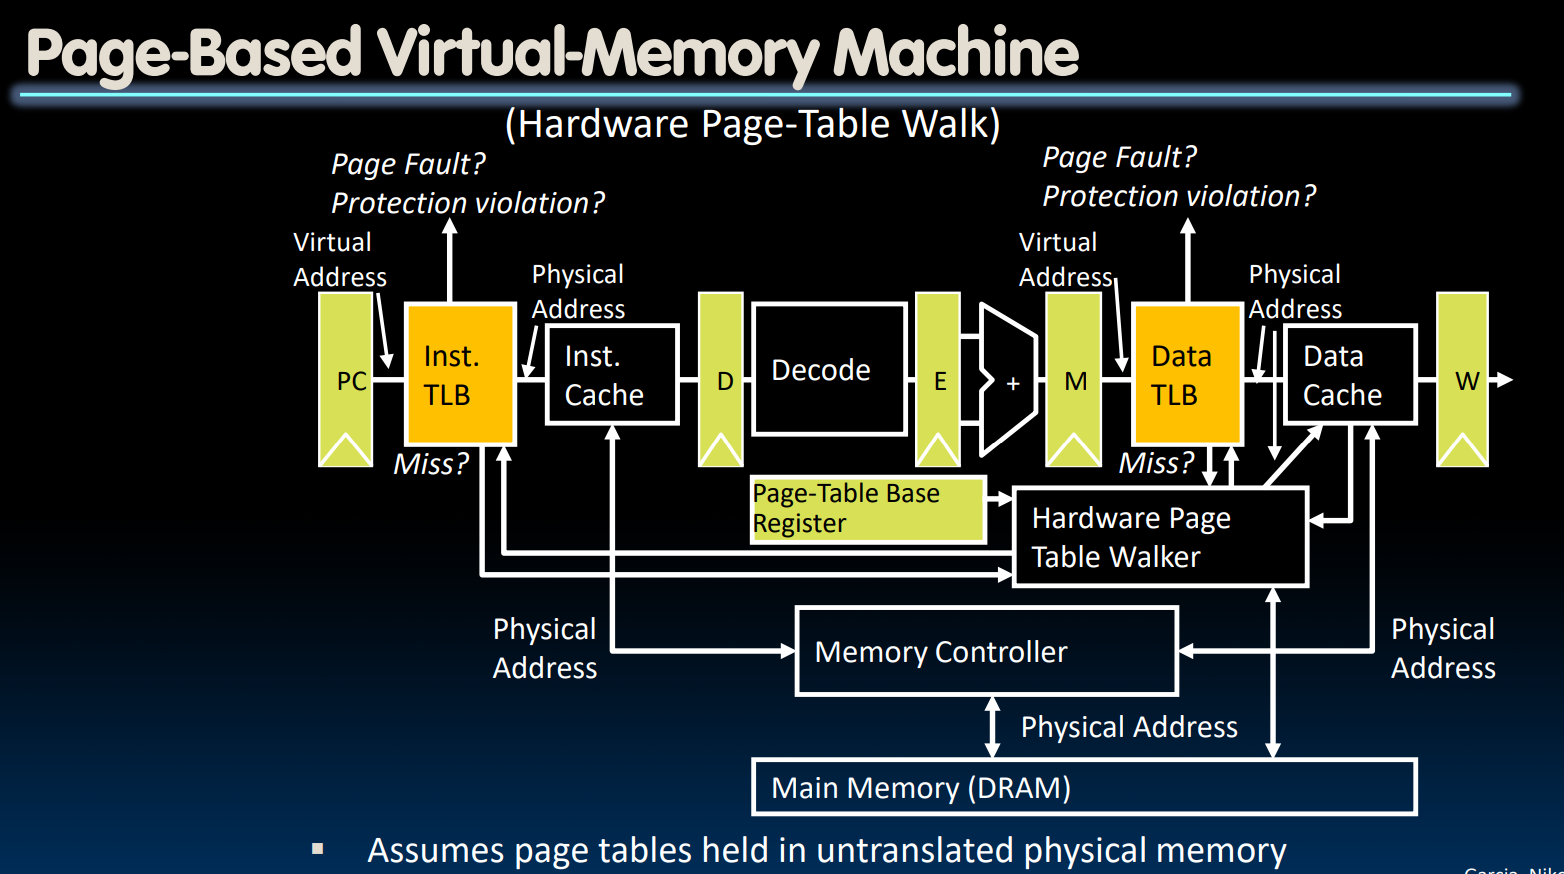 Page-Based Virtual-Memory Machine
(Hardware Page-Table Walk)
Page Fault?
Protection violation?
Page Fault?
Protection violation?
Virtual
Address
Physical
Address
Virtual
Address
Physical
Address
PC
Inst.
TLB
Inst.
Cache
D
Decode
E
+
M
Data
TLB
Data
Cache
W
Miss?
Miss?
Page-Table Base
Register
Hardware Page
Table Walker
Physical
Address
Memory Controller
Physical
Address
Physical Address
Main Memory (DRAM)
▪ Assumes page tables held in untranslated physical memory